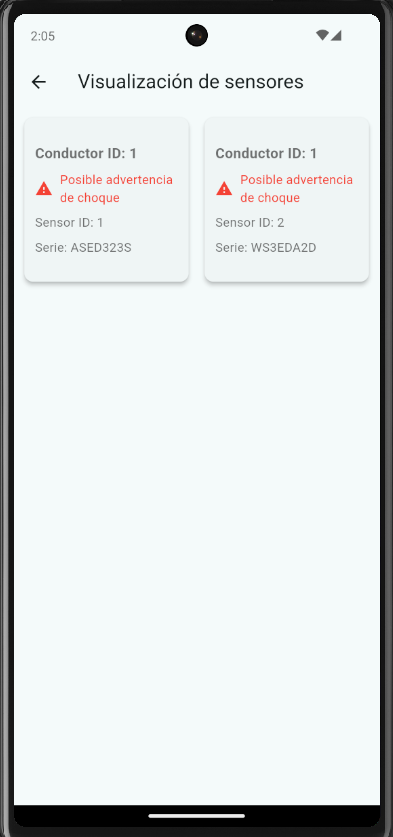 2:05
Visualización de sensores
Conductor ID: 1
Posible advertencia
de choque
Sensor ID: 1
Serie: ASED323S
Conductor ID: 1
Posible advertencia
de choque
Sensor ID: 2
Serie: WS3EDA2D